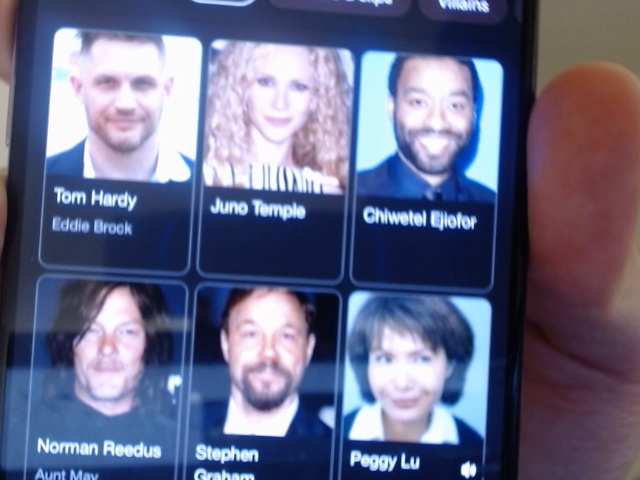 Villains
Tom Hardy
Eddie Brock
Juno Temple
Chiwetel Ejiofor
Norman Reedus
Aunt May
Stephen
Graham
Peggy Lu